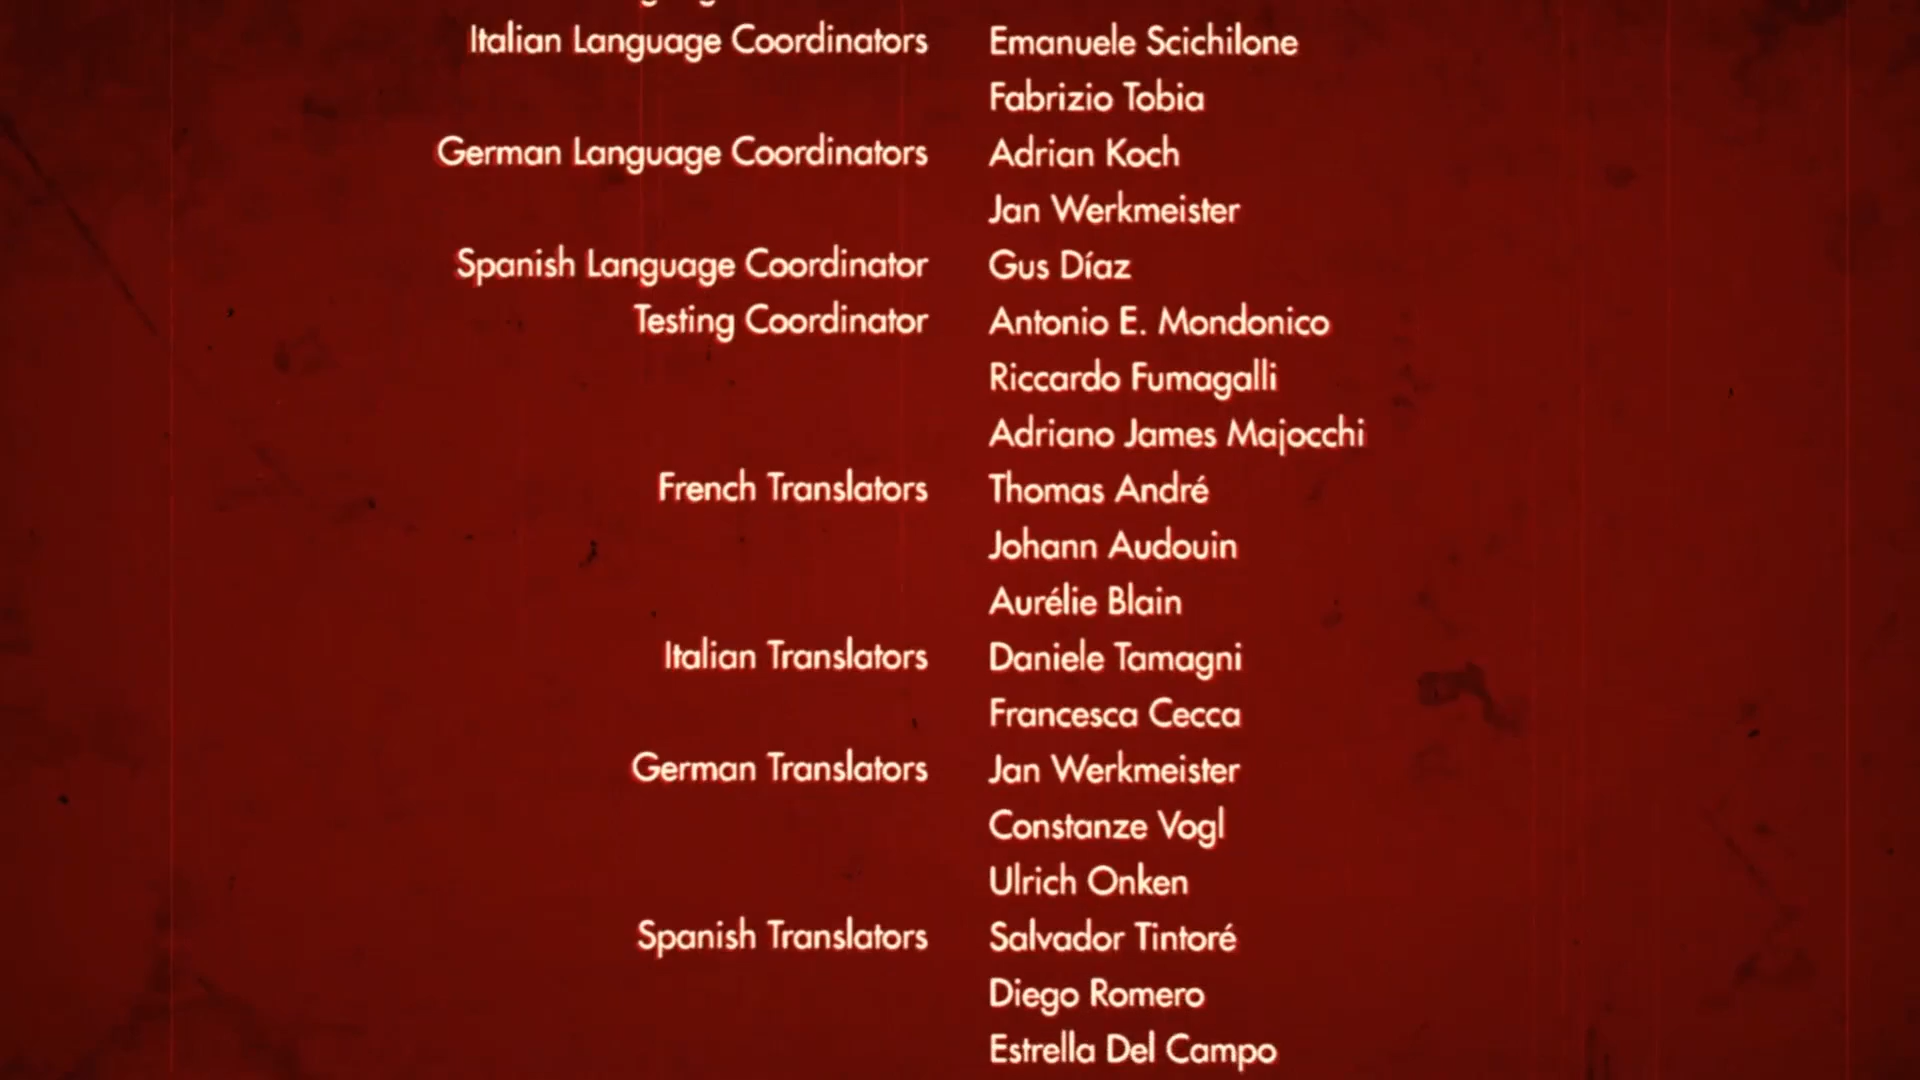 Italian Language Coordinators Emanuele Scichilone
Fabrizio Tobia
German Language Coordinators Adrian Koch
Jan Werkmeister
Spanish Language Coordinator Gus Díaz
Testing Coordinator Antonio E. Mondonico
Riccardo Fumagalli
Adriano James Majocchi
French Translators Thomas André
Johann Audouin
Aurélie Blain
Italian Translators Daniele Tamagni
Francesca Cecca
German Translators Jan Werkmeister
Constanze Vogl
Ulrich Onken
Spanish Translators Salvador Tintoré
Diego Romero
Estrella Del Campo